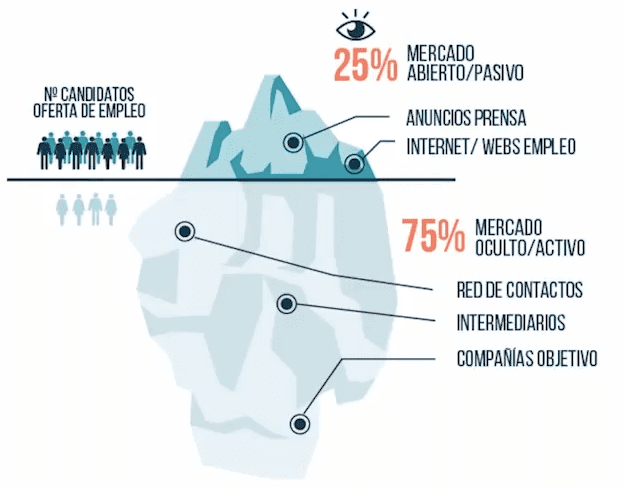 25% MERCADO
ABIERTO/PASIVO
Nº CANDIDATOS
OFERTA DE EMPLEO
ANUNCIOS PRENSA
INTERNET/ WEBS EMPLEO
75% MERCADO
OCULTO/ACTIVO
RED DE CONTACTOS
INTERMEDIARIOS
COMPAÑÍAS OBJETIVO